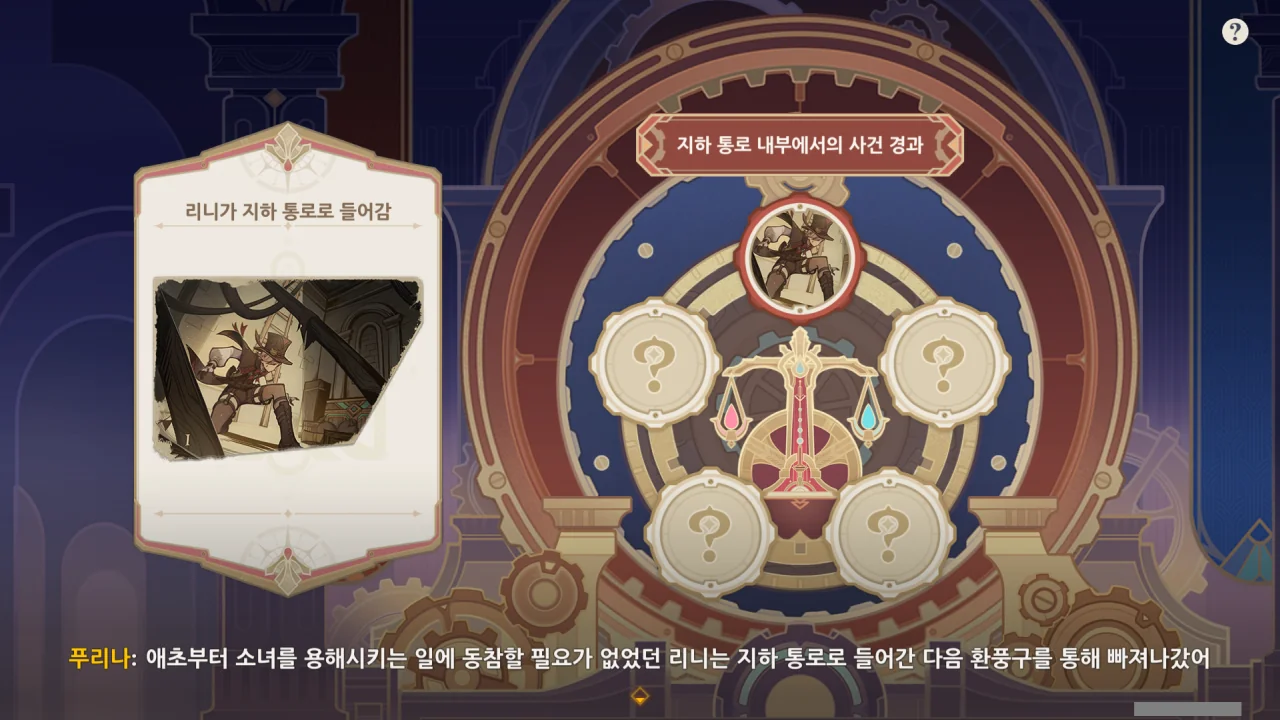 지하 통로 내부에서의 사건 경과
리니가 지하 통로로 들어감
I
푸리나: 애초부터 소녀를 용해시키는 일에 동참할 필요가 없었던 리니는 지하 통로로 들어간 다음 환풍구를 통해 빠져나갔어